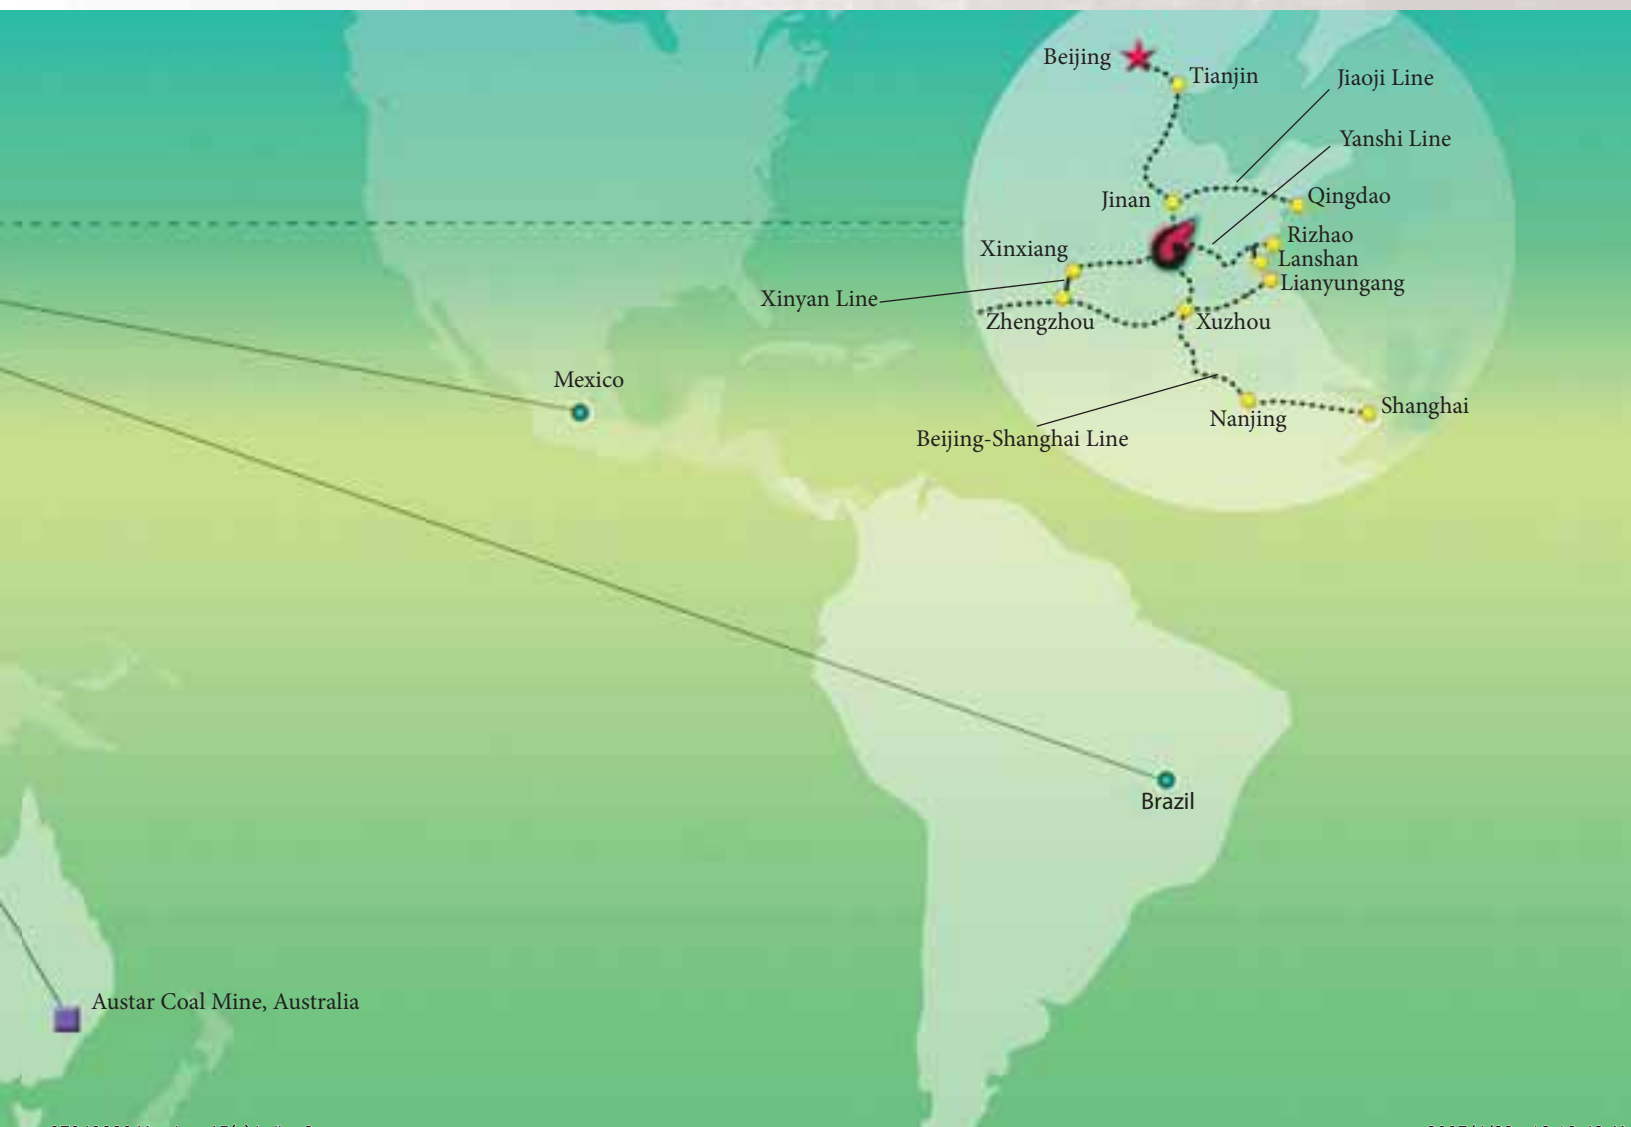 Beijing
Tianjin
Jiaoji Line
Yanshi Line
Jinan
Qingdao
Rizhao
Xinxiang
Lanshan
Lianyungang
Xinyan Line
Zhengzhou
Xuzhou
Mexico
Shanghai
Nanjing
Beijing-Shanghai Line
Brazil
Austar Coal Mine, Australia